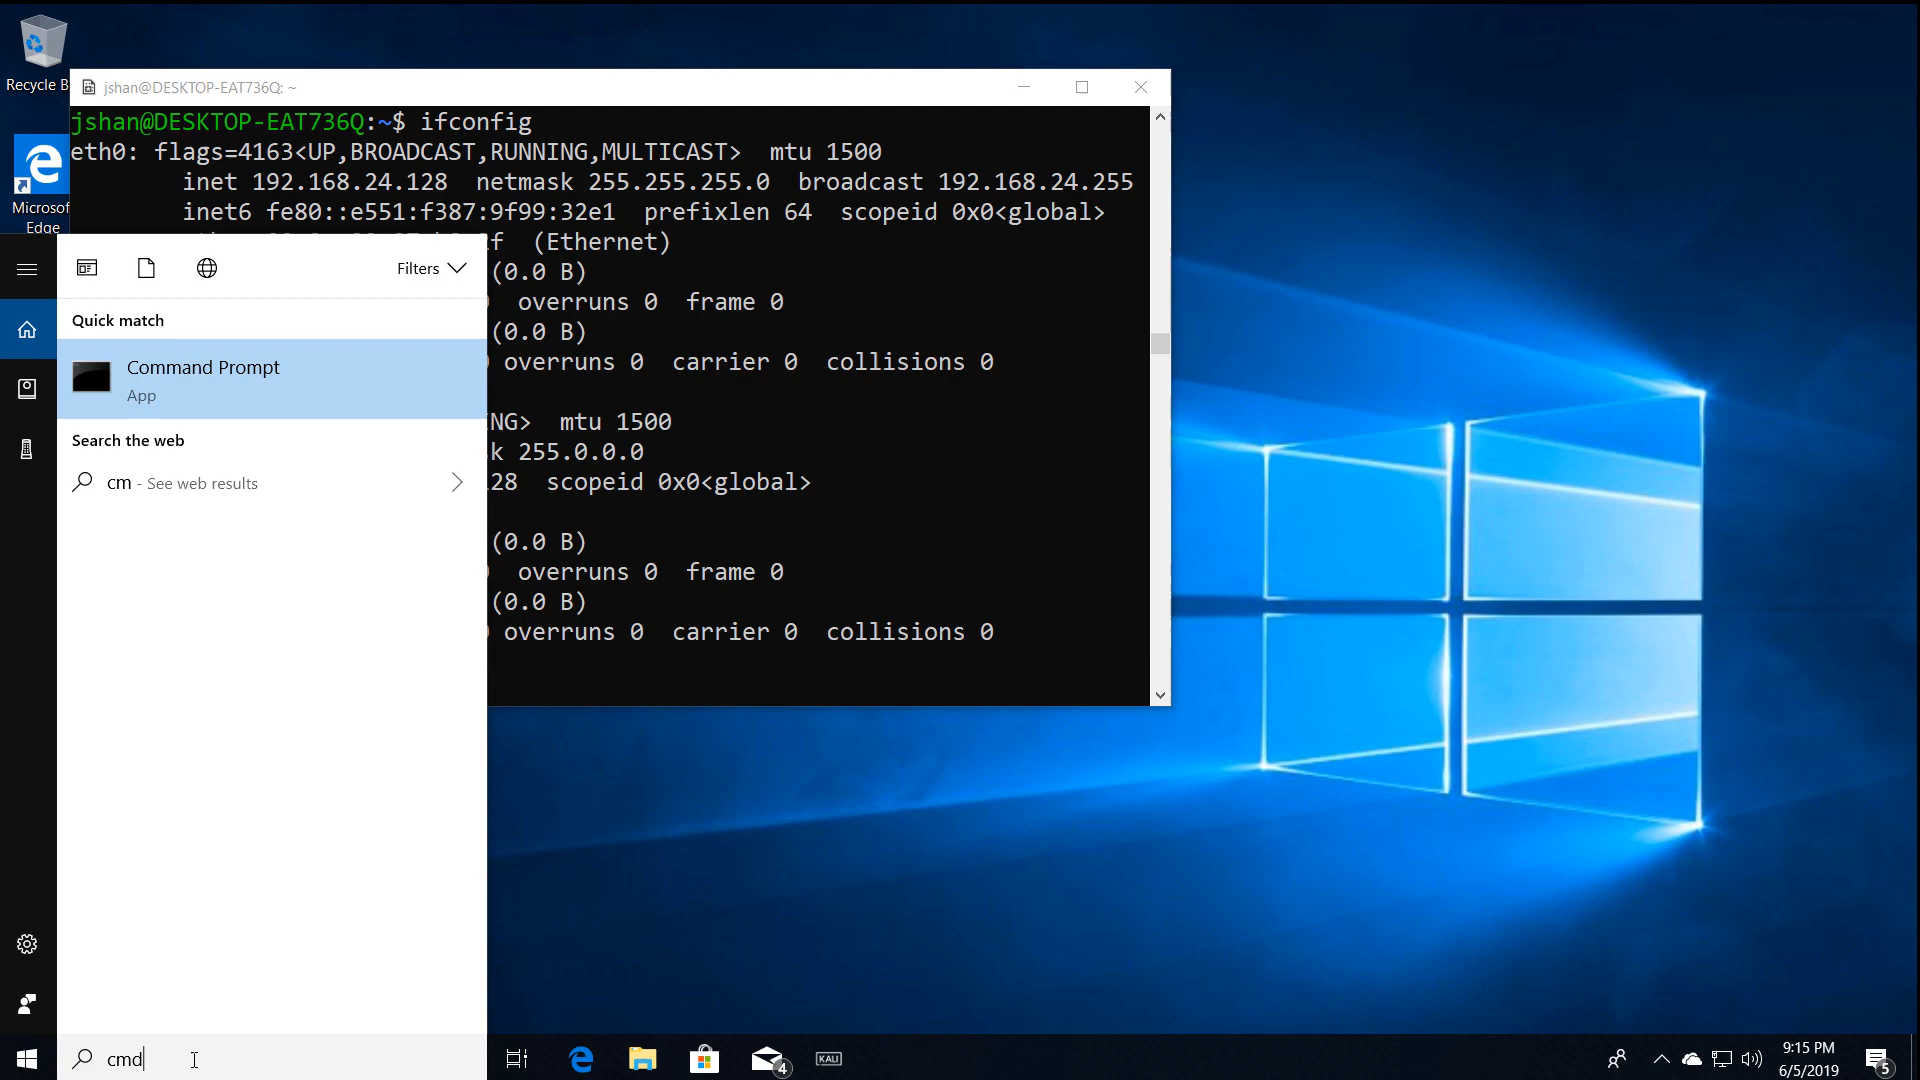 Recycle B
jshan@DESKTOP-EAT736Q: ~
jshan@DESKTOP-EAT736Q:~$ ifconfig
eth0: flags=4163<UP,BROADCAST,RUNNING,MULTICAST>  mtu 1500
inet 192.168.24.128  netmask 255.255.255.0  broadcast 192.168.24.255
inet6 fe80::e551:f387:9f99:32e1  prefixlen 64  scopeid 0x0<global>
Microsof
Edge
f  (Ethernet)
(0.0 B)
overruns 0  frame 0
(0.0 B)
overruns 0  carrier 0  collisions 0
NG>  mtu 1500
k 255.0.0.0
28  scopeid 0x0<global>
(0.0 B)
overruns 0  frame 0
(0.0 B)
overruns 0  carrier 0  collisions 0
Filters
Quick match
Command Prompt
App
Search the web
cm - See web results
cmd
4
KALI
9:15 PM
6/5/2019
5